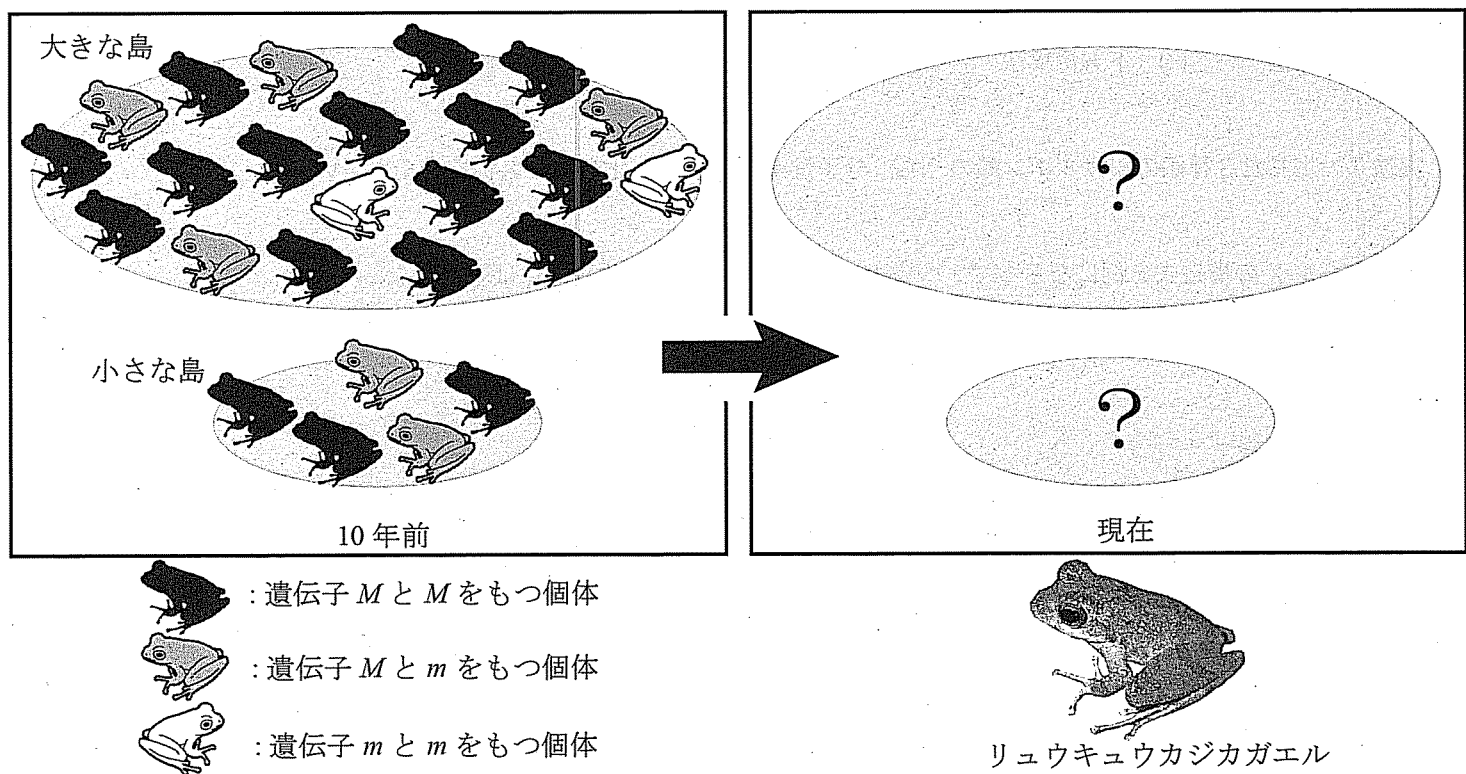 大きな島
?
小さな島
?
10年前
現在
:遺伝子 M と M をもつ個体
:遺伝子 M と m をもつ個体
:遺伝子 m と m をもつ個体
リュウキュウカジカガエル